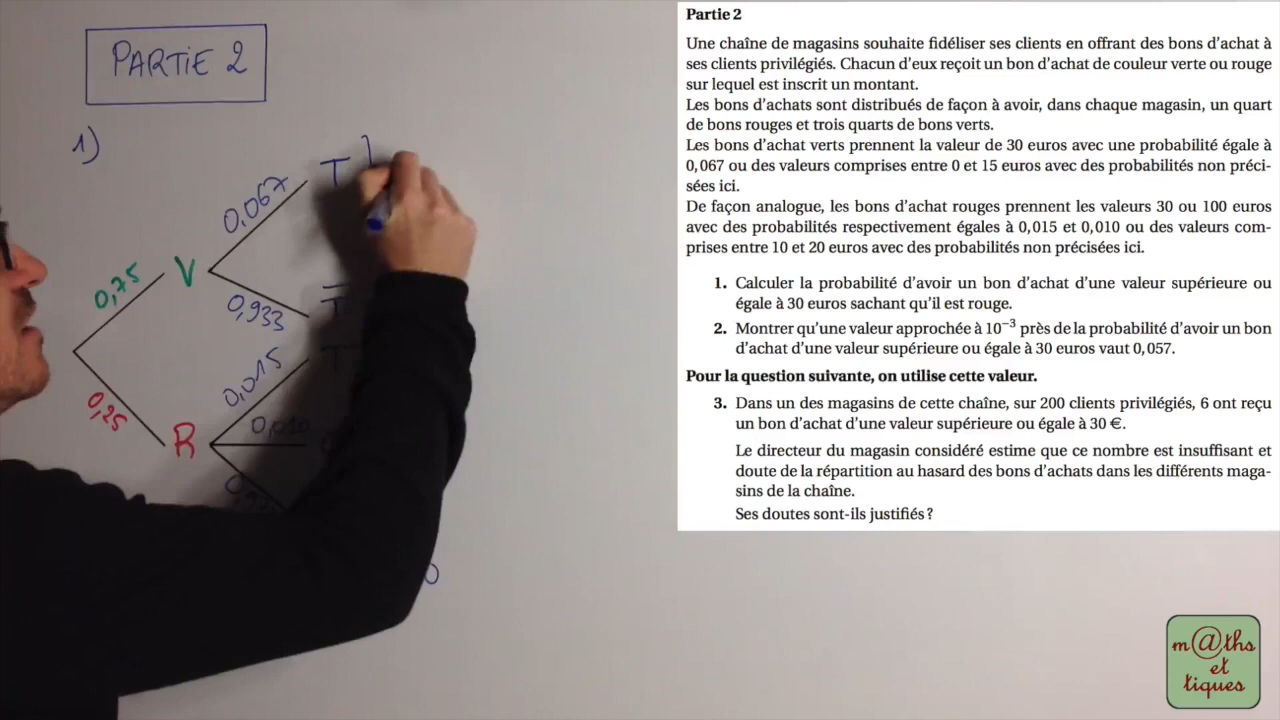 PARTIE 2
1)
0,75
V
0,067
T
0,933
T̅
0,25
R
0,015
T
Partie 2
Une chaîne de magasins souhaite fidéliser ses clients en offrant des bons d'achat à
ses clients privilégiés. Chacun d'eux reçoit un bon d'achat de couleur verte ou rouge
sur lequel est inscrit un montant.
Les bons d'achats sont distribués de façon à avoir, dans chaque magasin, un quart
de bons rouges et trois quarts de bons verts.
Les bons d'achat verts prennent la valeur de 30 euros avec une probabilité égale à
0,067 ou des valeurs comprises entre 0 et 15 euros avec des probabilités non préci-
sées ici.
De façon analogue, les bons d'achat rouges prennent les valeurs 30 ou 100 euros
avec des probabilités respectivement égales à 0,015 et 0,010 ou des valeurs com-
prises entre 10 et 20 euros avec des probabilités non précisées ici.
1. Calculer la probabilité d'avoir un bon d'achat d'une valeur supérieure ou
égale à 30 euros sachant qu'il est rouge.
2. Montrer qu'une valeur approchée à 10⁻³ près de la probabilité d'avoir un bon
d'achat d'une valeur supérieure ou égale à 30 euros vaut 0,057.
Pour la question suivante, on utilise cette valeur.
3. Dans un des magasins de cette chaîne, sur 200 clients privilégiés, 6 ont reçu
un bon d'achat d'une valeur supérieure ou égale à 30 €.
Le directeur du magasin considéré estime que ce nombre est insuffisant et
doute de la répartition au hasard des bons d'achats dans les différents maga-
sins de la chaîne.
Ses doutes sont-ils justifiés ?
m@ths
et
tiques